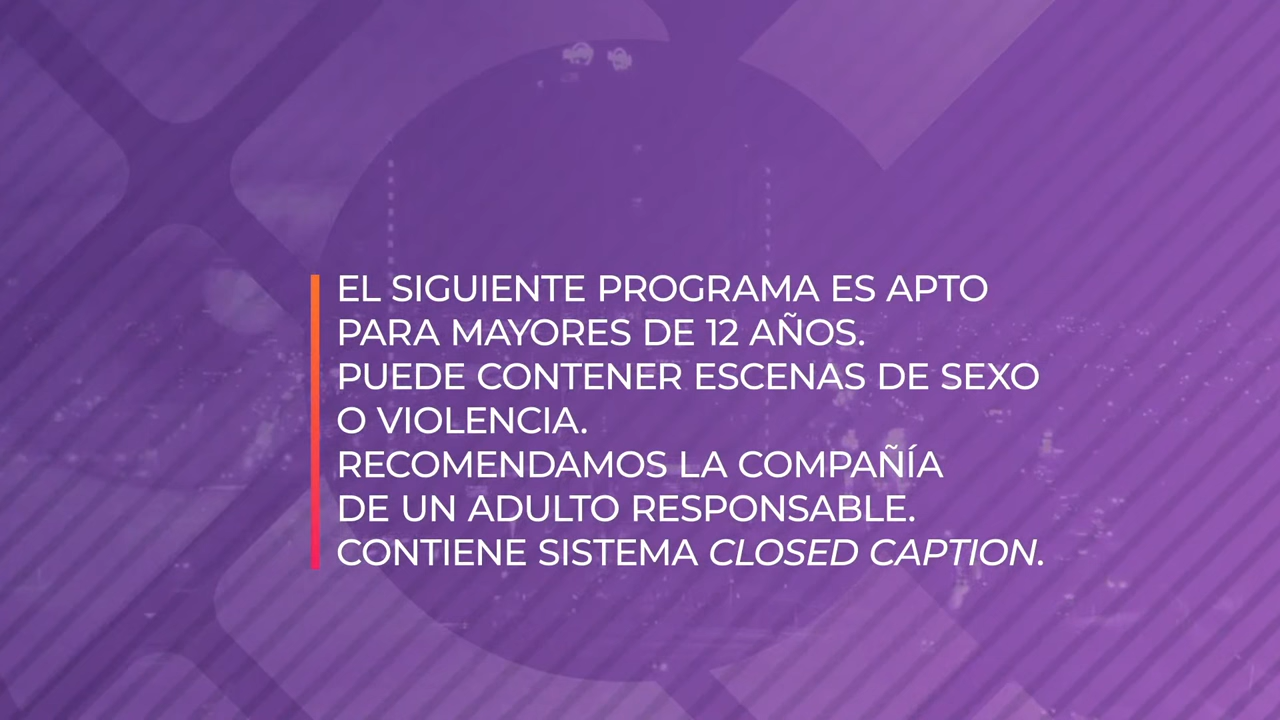 EL SIGUIENTE PROGRAMA ES APTO
PARA MAYORES DE 12 AÑOS.
PUEDE CONTENER ESCENAS DE SEXO
O VIOLENCIA.
RECOMENDAMOS LA COMPAÑÍA
DE UN ADULTO RESPONSABLE.
CONTIENE SISTEMA CLOSED CAPTION.